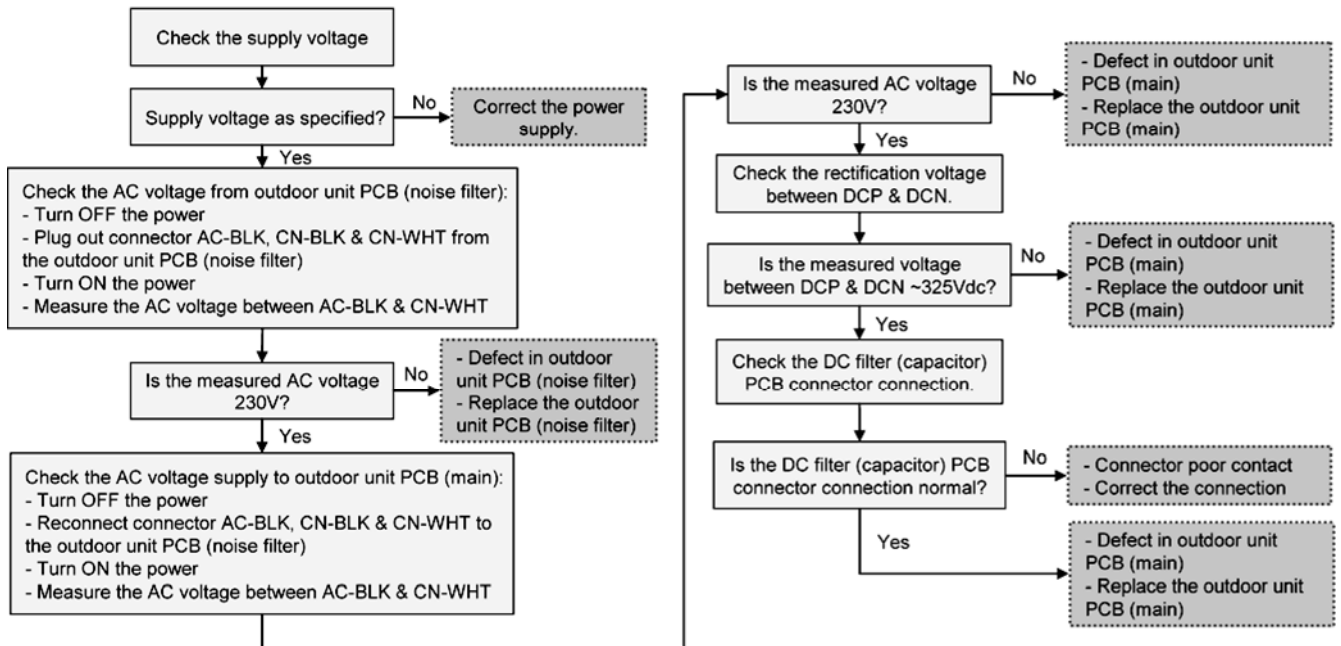 Check the supply voltage
Supply voltage as specified?
No
Correct the power
supply.
Yes
Check the AC voltage from outdoor unit PCB (noise filter):
- Turn OFF the power
- Plug out connector AC-BLK, CN-BLK & CN-WHT from
the outdoor unit PCB (noise filter)
- Turn ON the power
- Measure the AC voltage between AC-BLK & CN-WHT
Is the measured AC voltage
230V?
No
- Defect in outdoor
unit PCB (noise filter)
- Replace the outdoor
unit PCB (noise filter)
Yes
Check the AC voltage supply to outdoor unit PCB (main):
- Turn OFF the power
- Reconnect connector AC-BLK, CN-BLK & CN-WHT to
the outdoor unit PCB (noise filter)
- Turn ON the power
- Measure the AC voltage between AC-BLK & CN-WHT
Is the measured AC voltage
230V?
No
- Defect in outdoor unit
PCB (main)
- Replace the outdoor unit
PCB (main)
Yes
Check the rectification voltage
between DCP & DCN.
Is the measured voltage
between DCP & DCN ~325Vdc?
No
- Defect in outdoor unit
PCB (main)
- Replace the outdoor unit
PCB (main)
Yes
Check the DC filter (capacitor)
PCB connector connection.
Is the DC filter (capacitor) PCB
connector connection normal?
No
- Connector poor contact
- Correct the connection
Yes
- Defect in outdoor unit
PCB (main)
- Replace the outdoor unit
PCB (main)